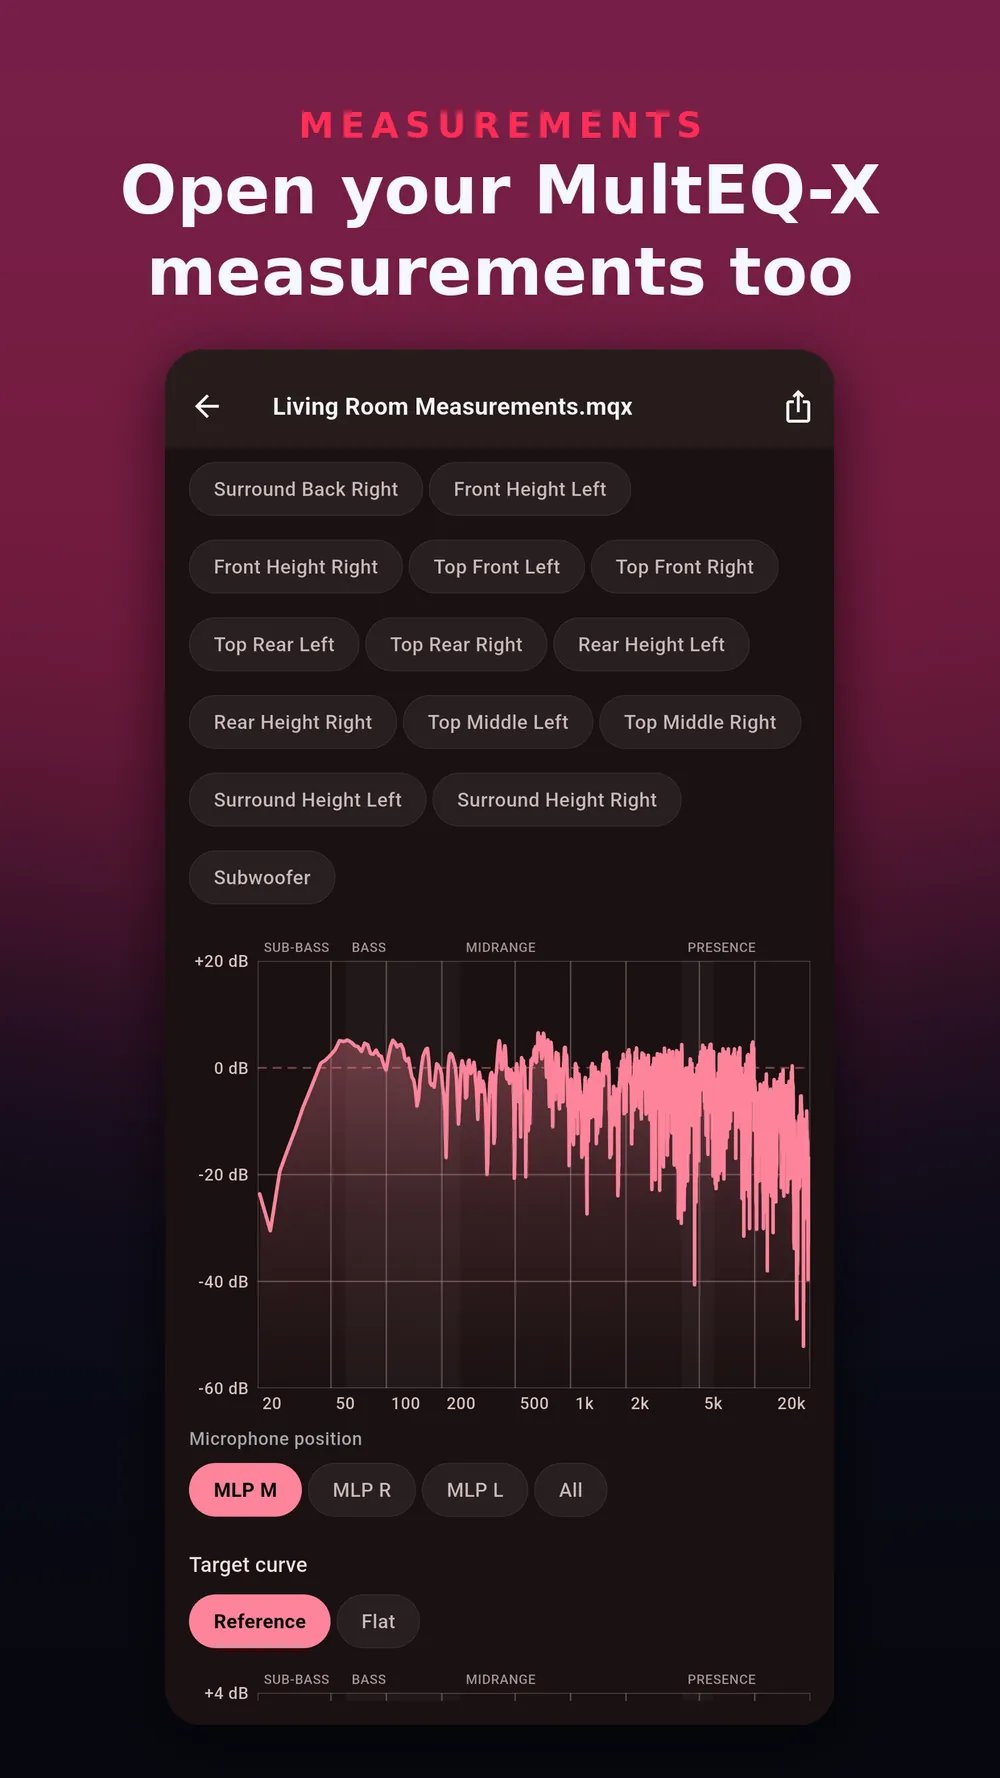 MEASUREMENTS
Open your MultEQ-X
measurements too
Living Room Measurements.mqx
Surround Back Right
Front Height Left
Front Height Right
Top Front Left
Top Front Right
Top Rear Left
Top Rear Right
Rear Height Left
Rear Height Right
Top Middle Left
Top Middle Right
Surround Height Left
Surround Height Right
Subwoofer
SUB-BASS BASS MIDRANGE PRESENCE
+20 dB
0 dB
-20 dB
-40 dB
-60 dB
20 50 100 200 500 1k 2k 5k 20k
Microphone position
MLP M
MLP R
MLP L
All
Target curve
Reference
Flat
SUB-BASS BASS MIDRANGE PRESENCE
+4 dB